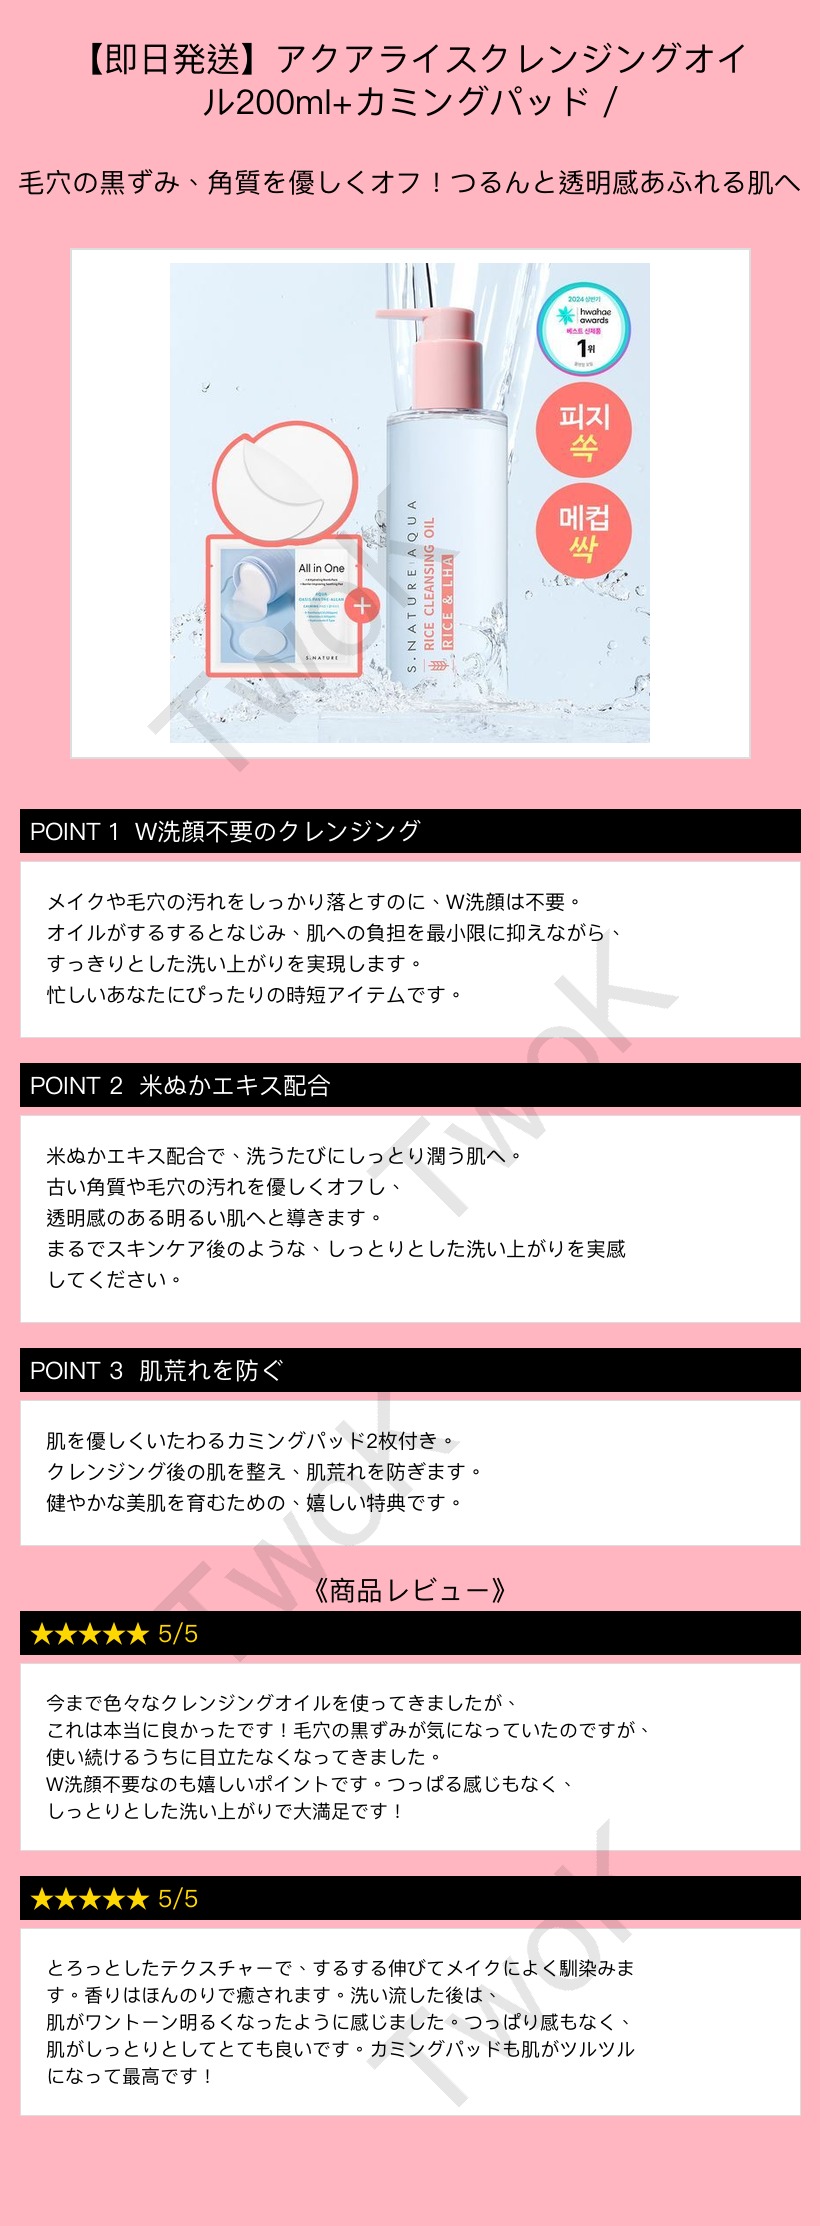 【即日発送】アクアライスクレンジングオイ
ル200ml+カミングパッド /
毛穴の黒ずみ、角質を優しくオフ！つるんと透明感あふれる肌へ
2024 상반기
hwahae
awards
베스트 신제품
1위
피지
쏙
메컵
싹
All in One
S.NATURE
+
S.NATURE AQUA
RICE CLEANSING OIL
RICE & LHA
TwoK
POINT 1 W洗顔不要のクレンジング
メイクや毛穴の汚れをしっかり落とすのに、W洗顔は不要。
オイルがするするとなじみ、肌への負担を最小限に抑えながら、
すっきりとした洗い上がりを実現します。
忙しいあなたにぴったりの時短アイテムです。
TwoK
POINT 2 米ぬかエキス配合
米ぬかエキス配合で、洗うたびにしっとり潤う肌へ。
古い角質や毛穴の汚れを優しくオフし、
透明感のある明るい肌へと導きます。
まるでスキンケア後のような、しっとりとした洗い上がりを実感
してください。
POINT 3 肌荒れを防ぐ
肌を優しくいたわるカミングパッド2枚付き。
クレンジング後の肌を整え、肌荒れを防ぎます。
健やかな美肌を育むための、嬉しい特典です。
TwoK
《商品レビュー》
★★★★★ 5/5
今まで色々なクレンジングオイルを使ってきましたが、
これは本当に良かったです！毛穴の黒ずみが気になっていたのですが、
使い続けるうちに目立たなくなってきました。
W洗顔不要なのも嬉しいポイントです。つっぱる感じもなく、
しっとりとした洗い上がりで大満足です！
★★★★★ 5/5
とろっとしたテクスチャーで、するする伸びてメイクによく馴染みま
す。香りはほんのりで癒されます。洗い流した後は、
肌がワントーン明るくなったように感じました。つっぱり感もなく、
肌がしっとりとしてとても良いです。カミングパッドも肌がツルツル
になって最高です！
TwoK